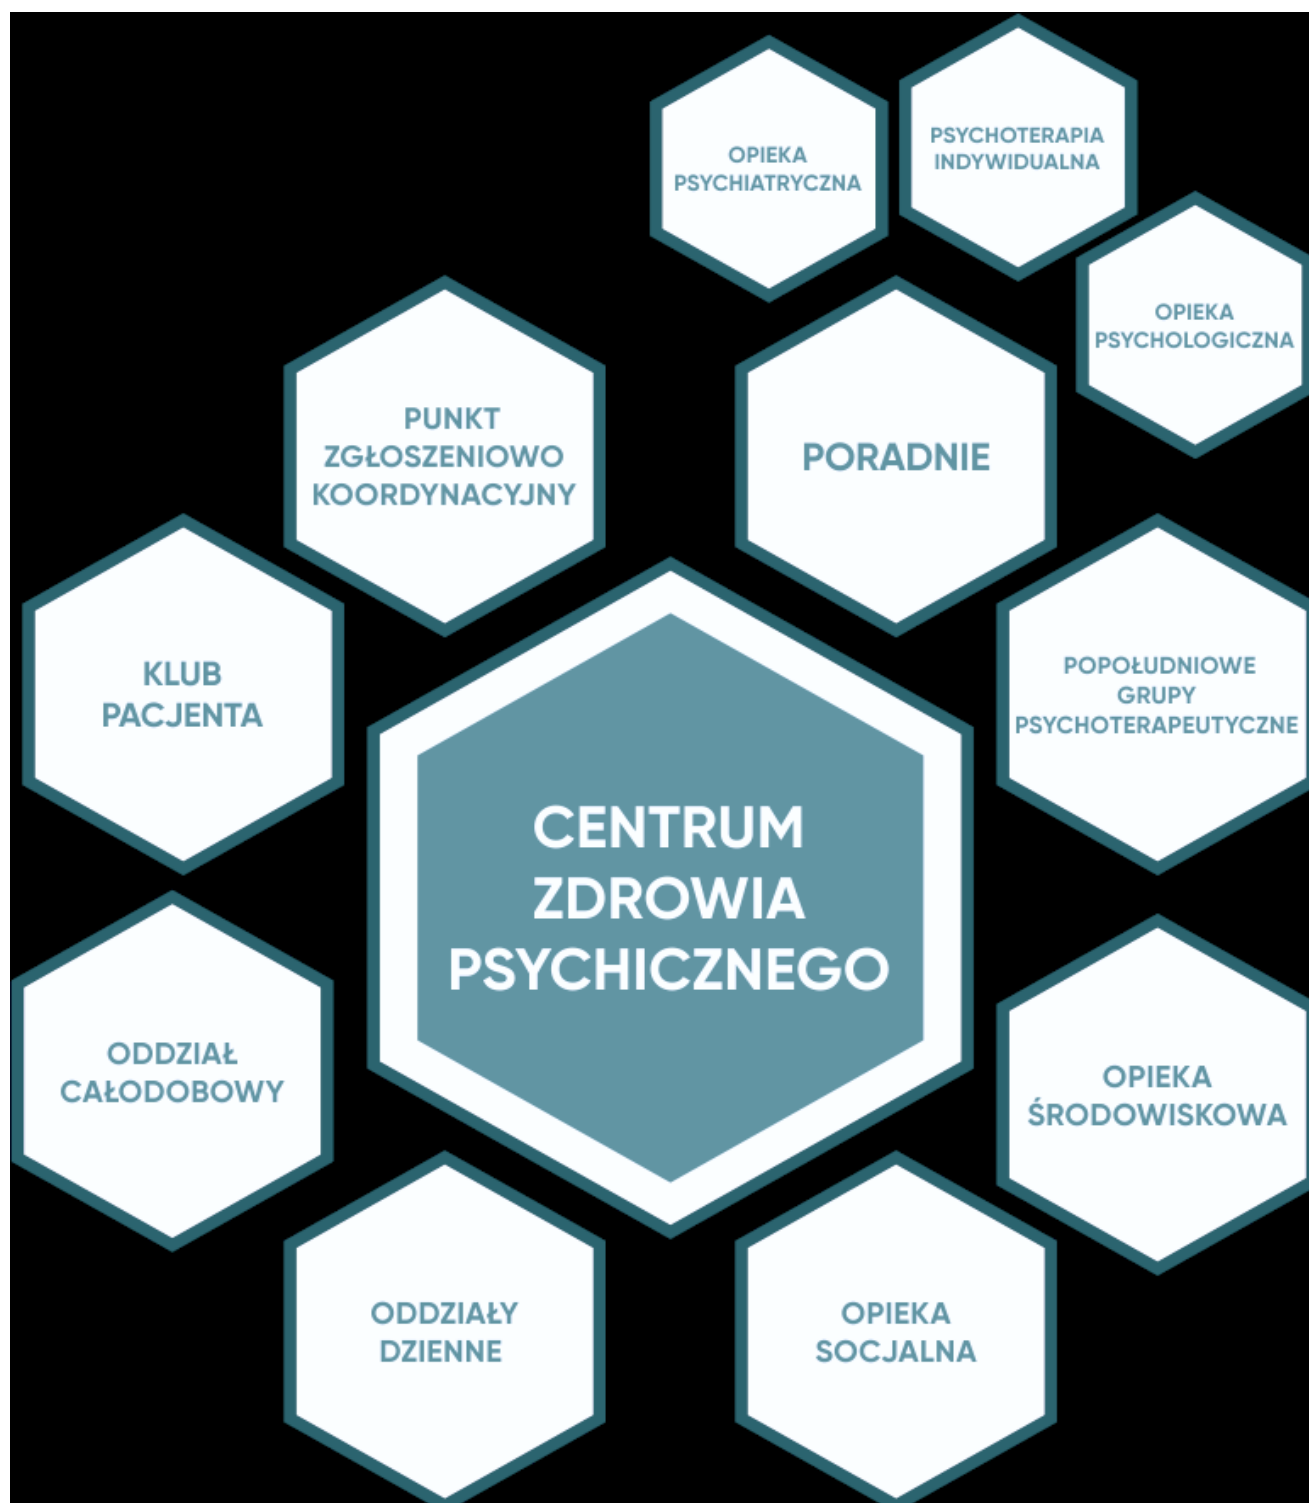 OPIEKA
PSYCHIATRYCZNA
PSYCHOTERAPIA
INDYWIDUALNA
OPIEKA
PSYCHOLOGICZNA
PUNKT
ZGŁOSZENIOWO
KOORDYNACYJNY
PORADNIE
KLUB
PACJENTA
POPOŁUDNIOWE
GRUPY
PSYCHOTERAPEUTYCZNE
CENTRUM
ZDROWIA
PSYCHICZNEGO
ODDZIAŁ
CAŁODOBOWY
OPIEKA
ŚRODOWISKOWA
ODDZIAŁY
DZIENNE
OPIEKA
SOCJALNA